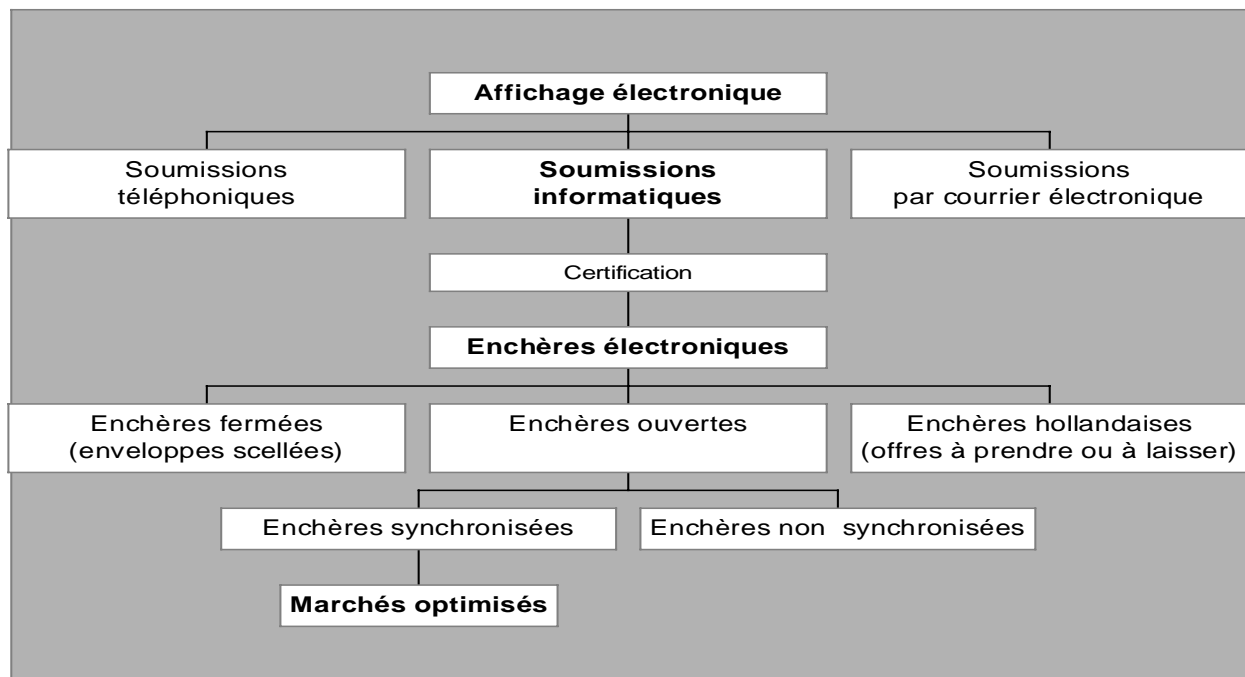 Affichage électronique
Soumissions
téléphoniques
Soumissions
informatiques
Soumissions
par courrier électronique
Certification
Enchères électroniques
Enchères fermées
(enveloppes scellées)
Enchères ouvertes
Enchères hollandaises
(offres à prendre ou à laisser)
Enchères synchronisées
Enchères non synchronisées
Marchés optimisés